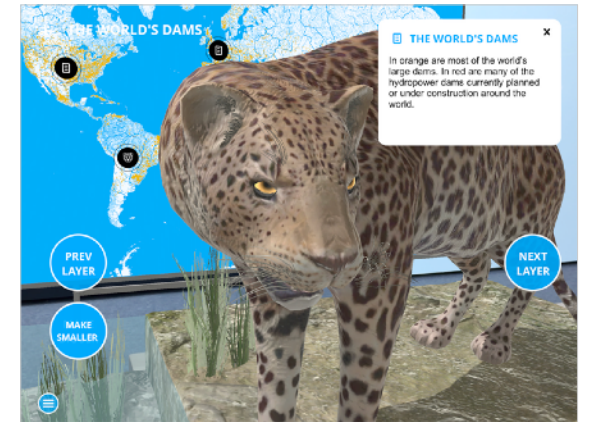 THE WORLD'S DAMS
THE WORLD'S DAMS
x
In orange are most of the world's
large dams. In red are many of the
hydropower dams currently planned
or under construction around the
world.
PREV
LAYER
NEXT
LAYER
MAKE
SMALLER